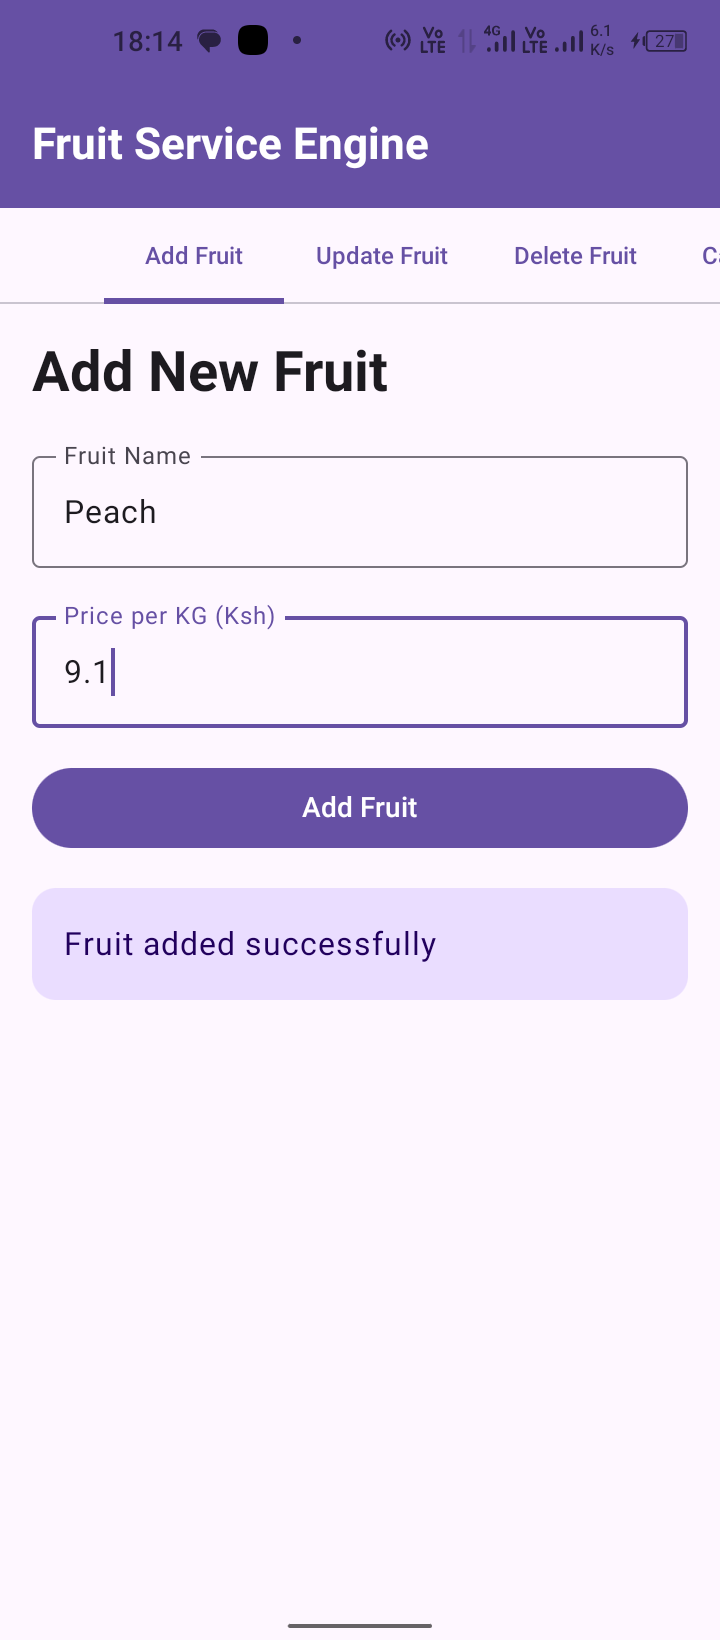 18:14 Vo LTE 4G Vo LTE 6.1 K/s 27
Fruit Service Engine
Add Fruit Update Fruit Delete Fruit
Add New Fruit
Fruit Name
Peach
Price per KG (Ksh)
9.1
Add Fruit
Fruit added successfully